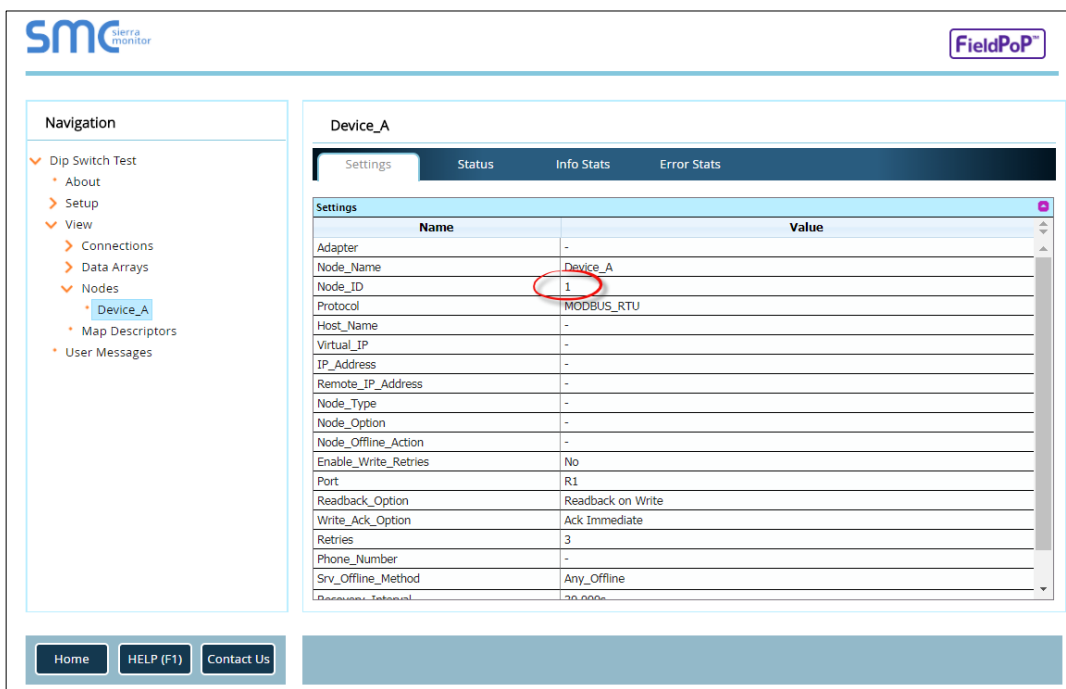 SMC sierra monitor
FieldPoP™
Navigation
Dip Switch Test
About
Setup
View
Connections
Data Arrays
Nodes
Device_A
Map Descriptors
User Messages
Device_A
Settings Status Info Stats Error Stats
Settings
Name Value
Adapter -
Node_Name Device_A
Node_ID 1
Protocol MODBUS_RTU
Host_Name -
Virtual_IP -
IP_Address -
Remote_IP_Address -
Node_Type -
Node_Option -
Node_Offline_Action -
Enable_Write_Retries No
Port R1
Readback_Option Readback on Write
Write_Ack_Option Ack Immediate
Retries 3
Phone_Number -
Srv_Offline_Method Any_Offline
Recovery_Interval 20.000s
Home HELP (F1) Contact Us